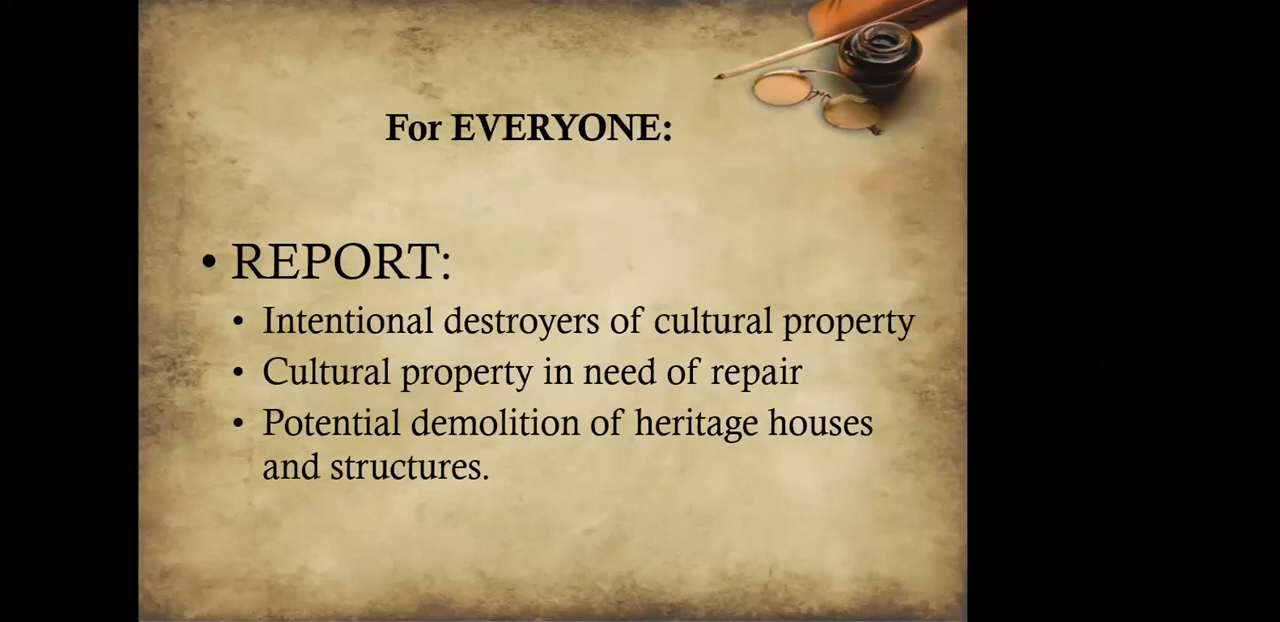 For EVERYONE:
• REPORT:
• Intentional destroyers of cultural property
• Cultural property in need of repair
• Potential demolition of heritage houses
and structures.